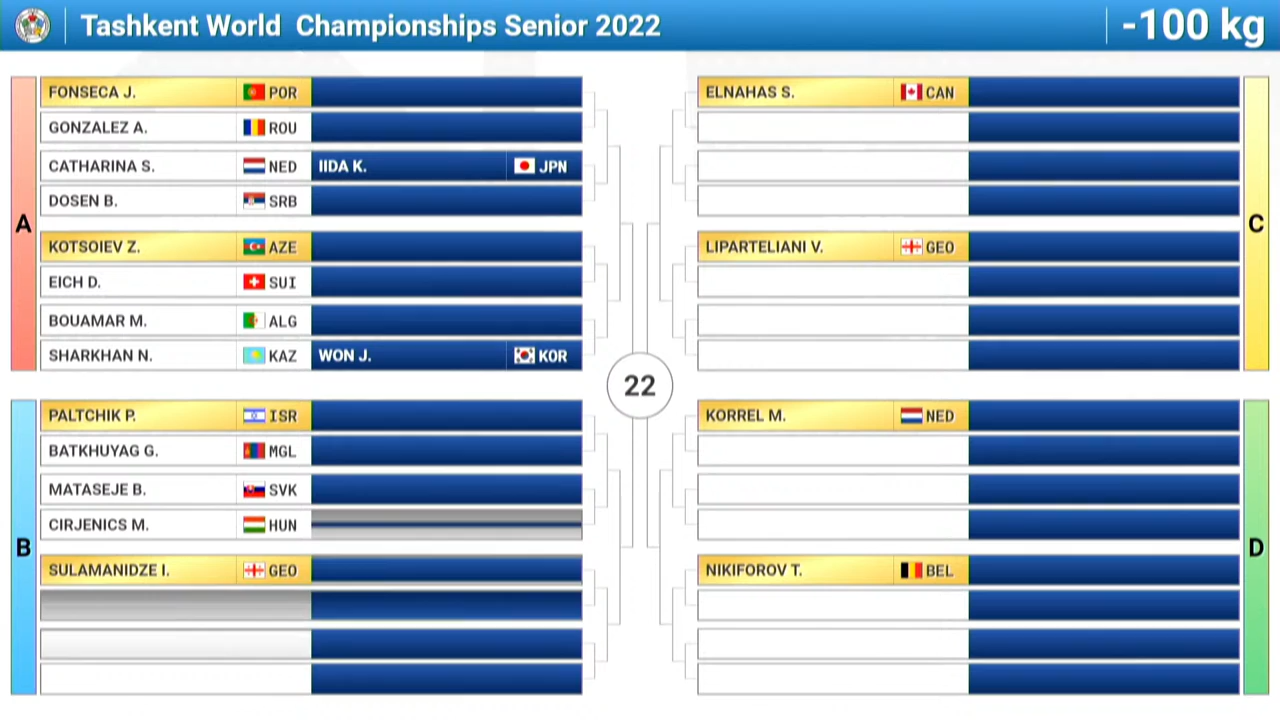 Tashkent World Championships Senior 2022
-100 kg
A
FONSECA J. POR
GONZALEZ A. ROU
CATHARINA S. NED IIDA K. JPN
DOSEN B. SRB
KOTSOIEV Z. AZE
EICH D. SUI
BOUAMAR M. ALG
SHARKHAN N. KAZ WON J. KOR
B
PALTCHIK P. ISR
BATKHUYAG G. MGL
MATASEJE B. SVK
CIRJENICS M. HUN
SULAMANIDZE I. GEO
22
ELNAHAS S. CAN
LIPARTELIANI V. GEO
C
KORREL M. NED
NIKIFOROV T. BEL
D